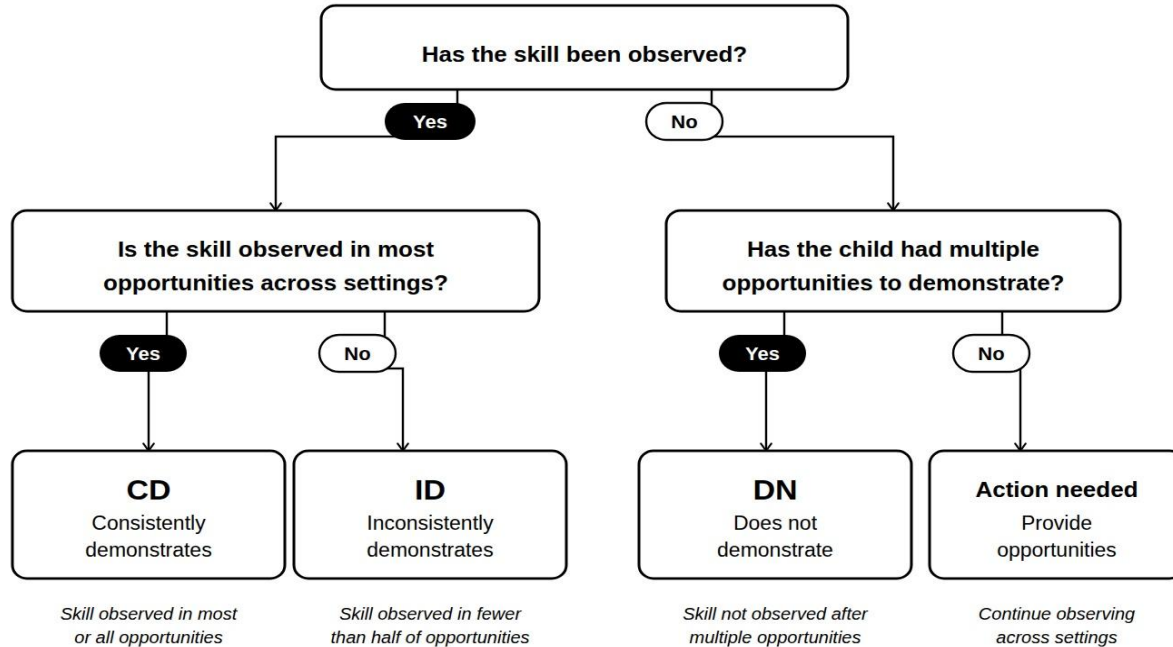 Has the skill been observed?
Yes
No
Is the skill observed in most
opportunities across settings?
Has the child had multiple
opportunities to demonstrate?
Yes
No
Yes
No
CD
Consistently
demonstrates
ID
Inconsistently
demonstrates
DN
Does not
demonstrate
Action needed
Provide
opportunities
Skill observed in most
or all opportunities
Skill observed in fewer
than half of opportunities
Skill not observed after
multiple opportunities
Continue observing
across settings